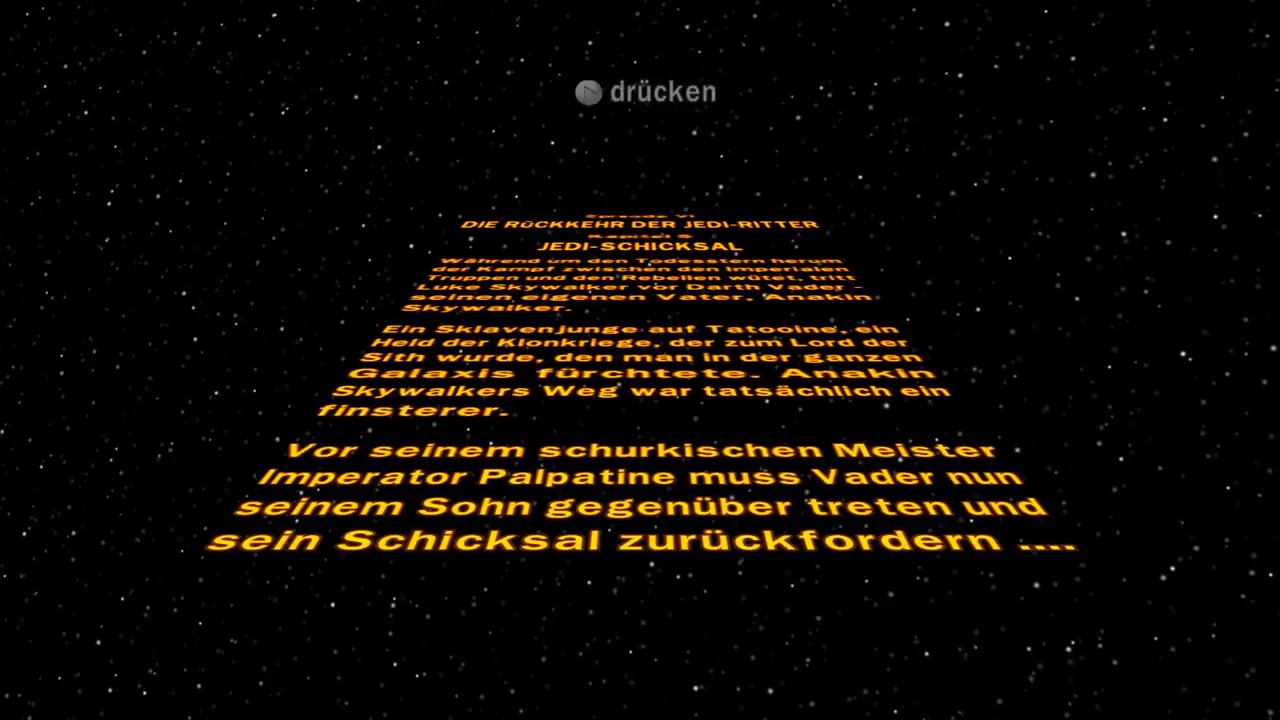 drücken
Episode VI
DIE RÜCKKEHR DER JEDI-RITTER
Kapitel 5
JEDI-SCHICKSAL
Während um den Todesstern herum
der Kampf zwischen den Imperialen
Truppen und den Rebellen wütet, tritt
Luke Skywalker vor Darth Vader -
seinen eigenen Vater, Anakin
Skywalker.
Ein Sklavenjunge auf Tatooine, ein
Held der Klonkriege, der zum Lord der
Sith wurde, den man in der ganzen
Galaxis fürchtete. Anakin
Skywalkers Weg war tatsächlich ein
finsterer.
Vor seinem schurkischen Meister
Imperator Palpatine muss Vader nun
seinem Sohn gegenüber treten und
sein Schicksal zurückfordern ....